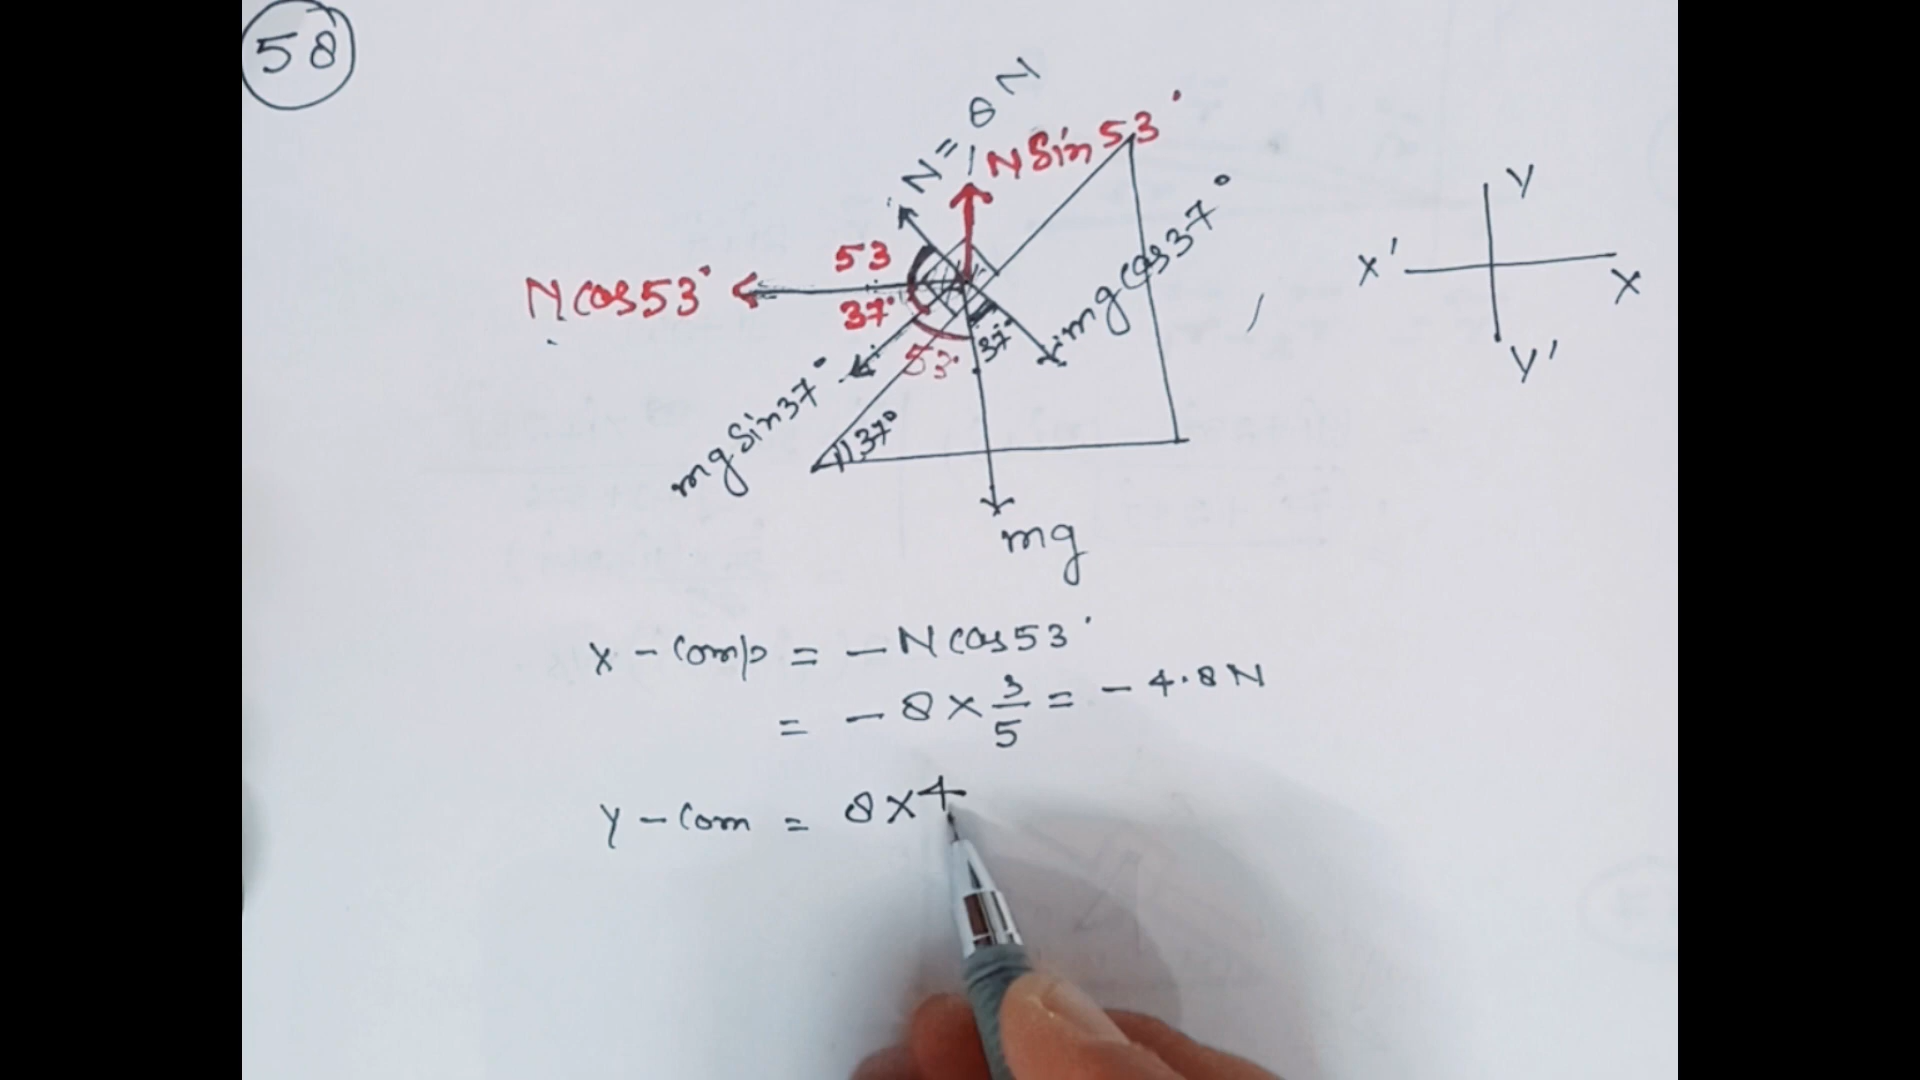 58
N = 8 N
N Sin 53°
53
N cos 53°
37°
53°
37°
mg cos 37°
mg Sin 37°
37°
mg
Y
X'
X
Y'
X - Comp = - N cos 53°
= - 8 × 3/5 = - 4.8 N
Y - Com = 8 × 4